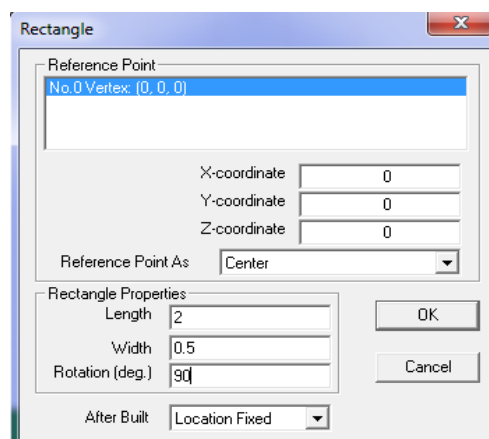 Rectangle
Reference Point
No.0 Vertex: (0, 0, 0)
X-coordinate 0
Y-coordinate 0
Z-coordinate 0
Reference Point As Center
Rectangle Properties
Length 2
Width 0.5
Rotation (deg.) 90
OK
Cancel
After Built Location Fixed